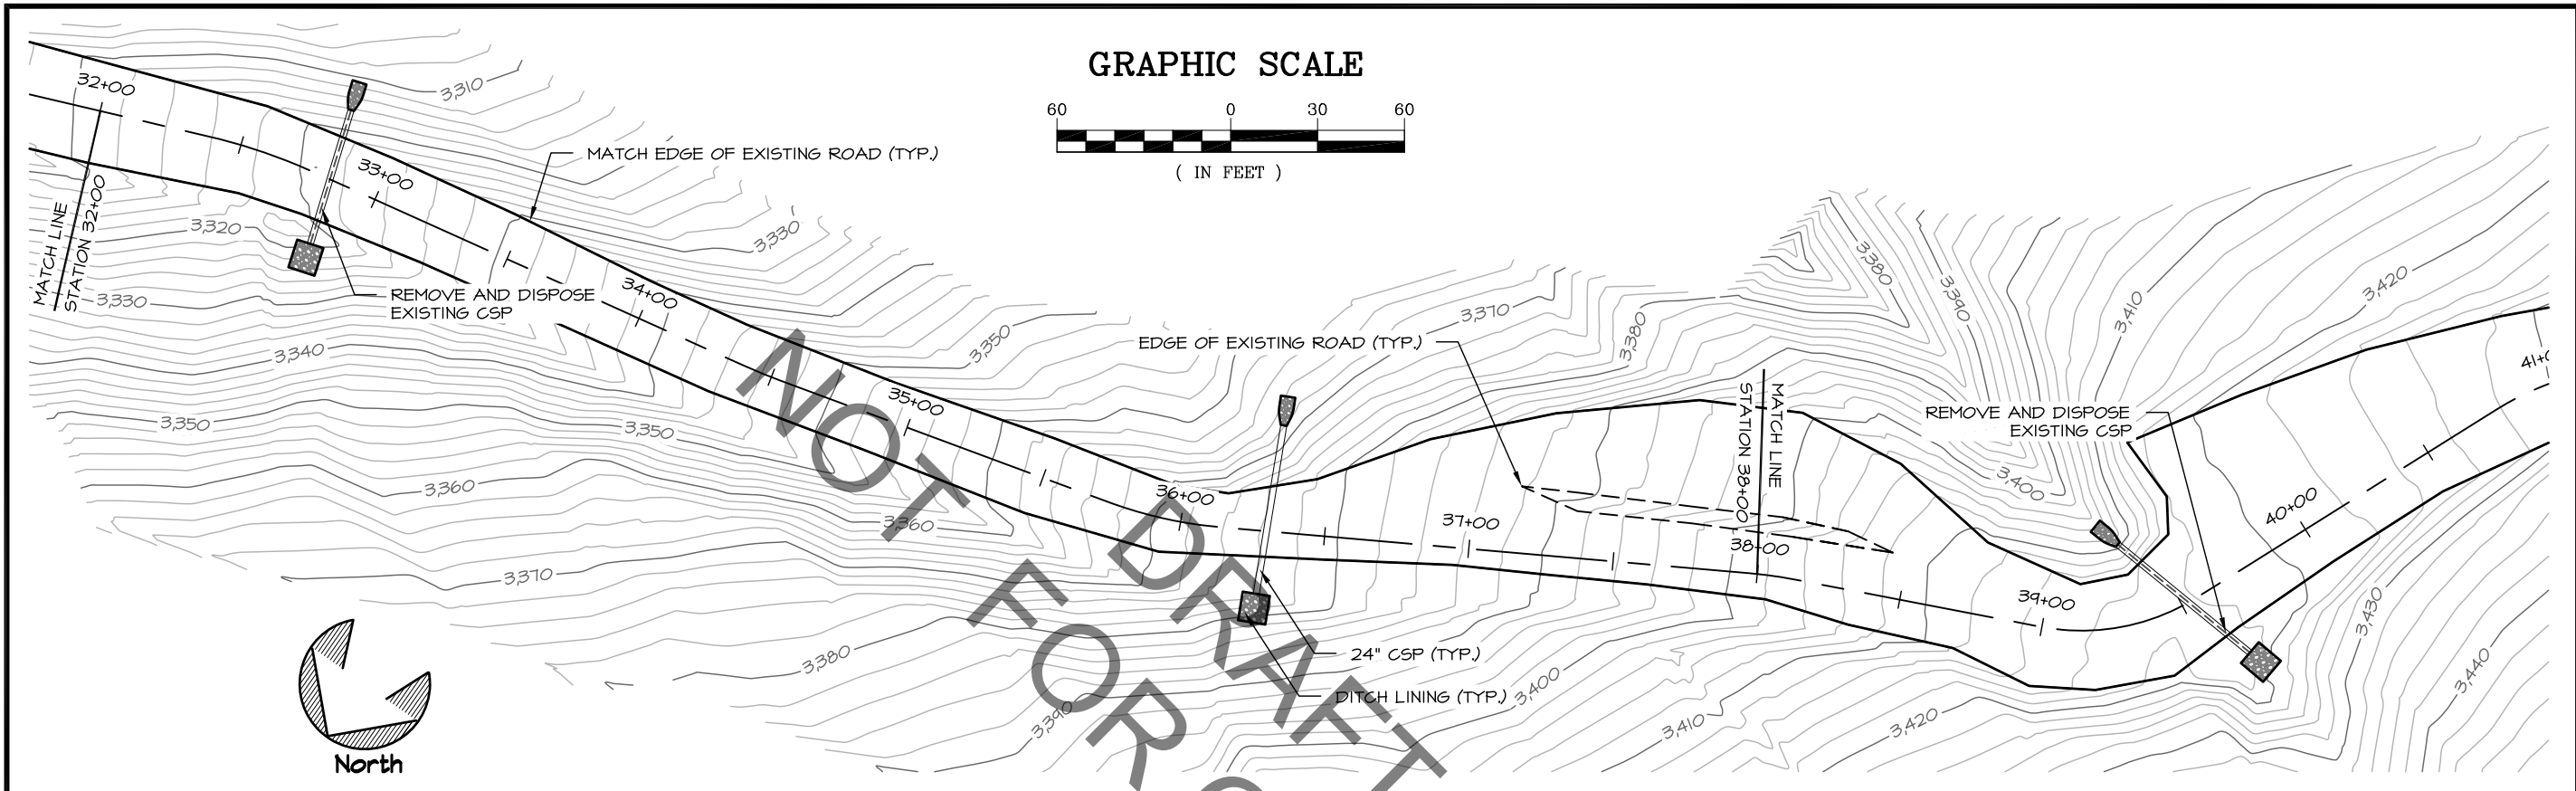 GRAPHIC SCALE
60 0 30 60
( IN FEET )
32+00
3,310
MATCH EDGE OF EXISTING ROAD (TYP.)
33+00
MATCH LINE
STATION 32+00
3,320
3,330
3,330
REMOVE AND DISPOSE
EXISTING CSP
34+00
3,340
3,350
3,350
3,350
35+00
3,360
3,360
3,370
3,380
3,390
36+00
EDGE OF EXISTING ROAD (TYP.)
3,370
3,380
37+00
24" CSP (TYP.)
DITCH LINING (TYP.)
3,400
3,410
3,420
MATCH LINE
STATION 38+00
38+00
3,380
3,390
3,400
3,410
3,420
REMOVE AND DISPOSE
EXISTING CSP
39+00
40+00
3,430
3,440
North
NOT
FOR
DRAFT